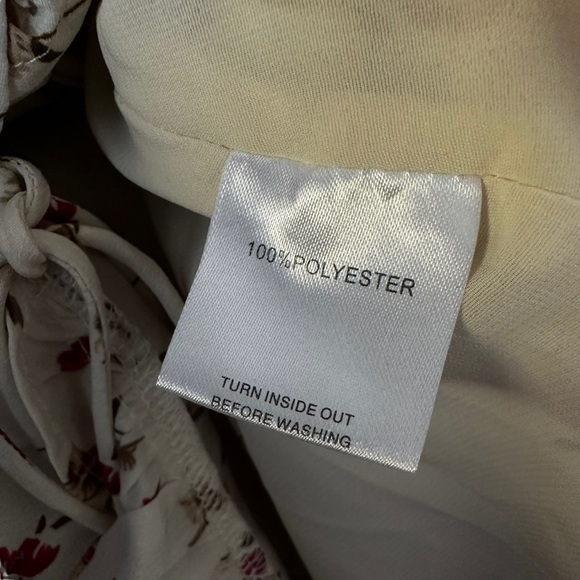 100%POLYESTER
TURN INSIDE OUT
BEFORE WASHING